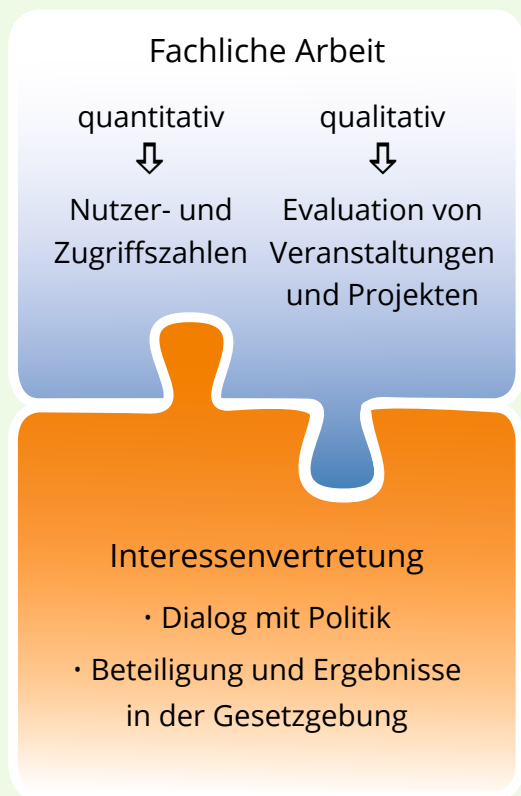 Fachliche Arbeit
quantitativ
⇩
Nutzer- und
Zugriffszahlen
qualitativ
⇩
Evaluation von
Veranstaltungen
und Projekten
Interessenvertretung
· Dialog mit Politik
· Beteiligung und Ergebnisse
in der Gesetzgebung